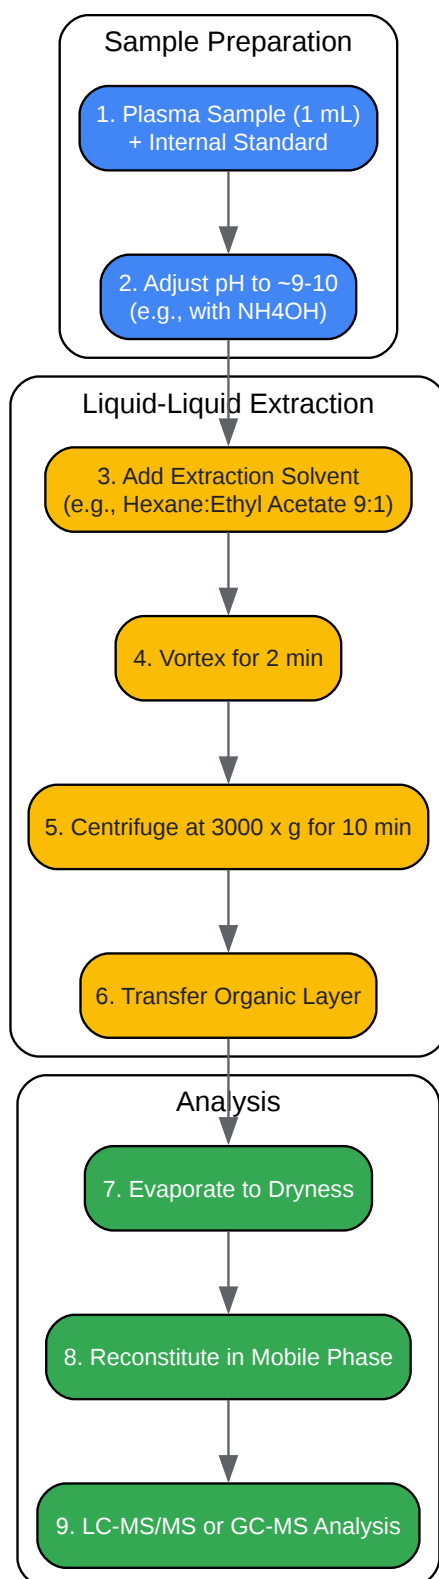 Sample Preparation
1. Plasma Sample (1 mL)
+ Internal Standard
2. Adjust pH to ~9-10
(e.g., with NH4OH)
Liquid-Liquid Extraction
3. Add Extraction Solvent
(e.g., Hexane:Ethyl Acetate 9:1)
4. Vortex for 2 min
5. Centrifuge at 3000 x g for 10 min
6. Transfer Organic Layer
Analysis
7. Evaporate to Dryness
8. Reconstitute in Mobile Phase
9. LC-MS/MS or GC-MS Analysis